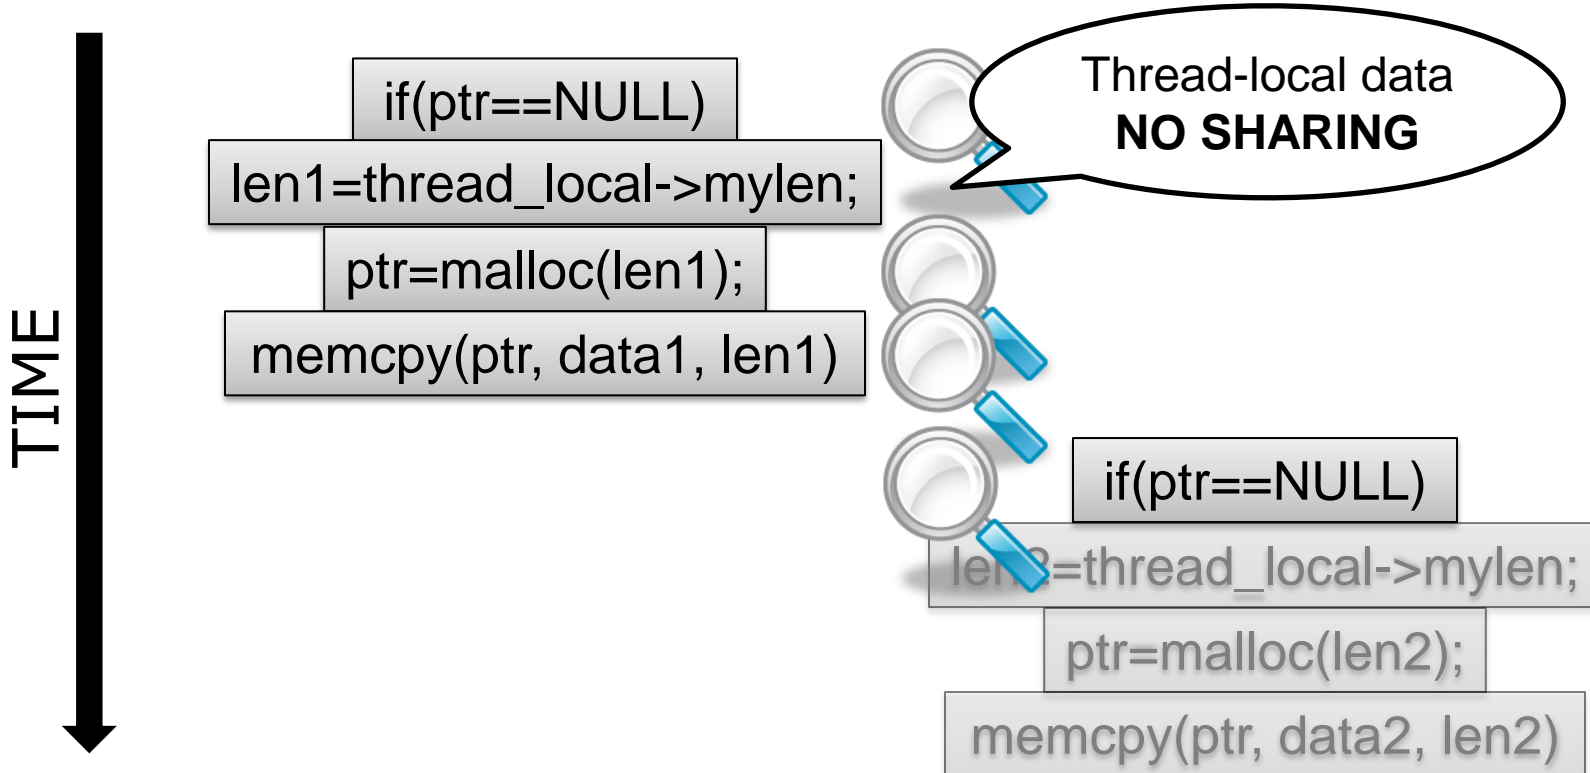 Thread-local data
NO SHARING
if(ptr==NULL)
len1=thread_local->mylen;
ptr=malloc(len1);
memcpy(ptr, data1, len1)
TIME
if(ptr==NULL)
len2=thread_local->mylen;
ptr=malloc(len2);
memcpy(ptr, data2, len2)